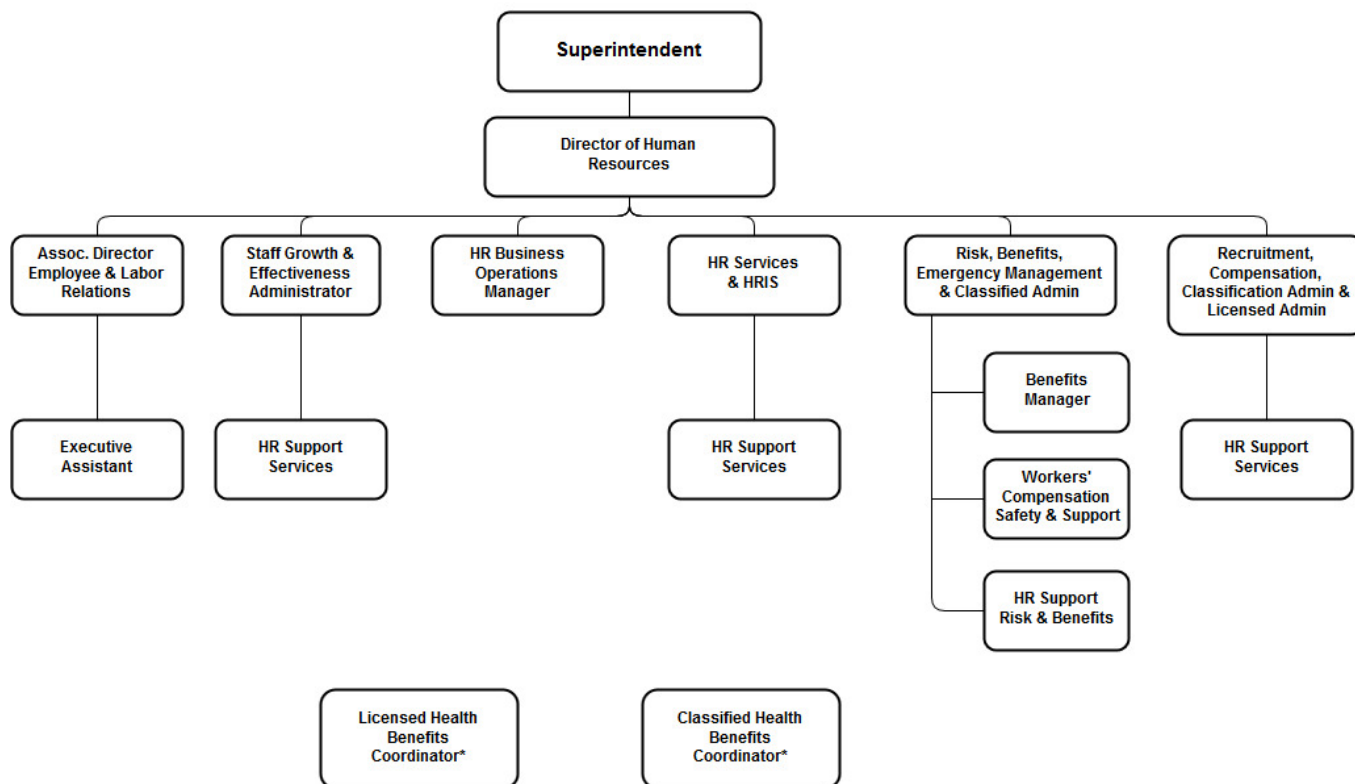 Superintendent
Director of Human
Resources
Assoc. Director
Employee & Labor
Relations
Staff Growth &
Effectiveness
Administrator
HR Business
Operations
Manager
HR Services
& HRIS
Risk, Benefits,
Emergency Management
& Classified Admin
Recruitment,
Compensation,
Classification Admin &
Licensed Admin
Benefits
Manager
Executive
Assistant
HR Support
Services
HR Support
Services
HR Support
Services
Workers'
Compensation
Safety & Support
HR Support
Risk & Benefits
Licensed Health
Benefits
Coordinator*
Classified Health
Benefits
Coordinator*